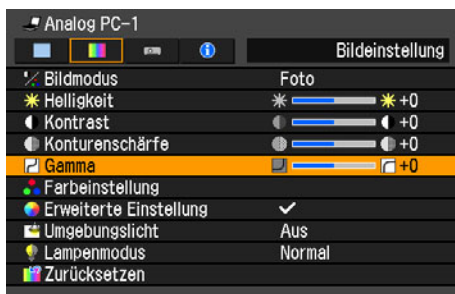 Analog PC-1
Bildeinstellung
Bildmodus Foto
Helligkeit +0
Kontrast +0
Konturenschärfe +0
Gamma +0
Farbeinstellung
Erweiterte Einstellung
Umgebungslicht Aus
Lampenmodus Normal
Zurücksetzen